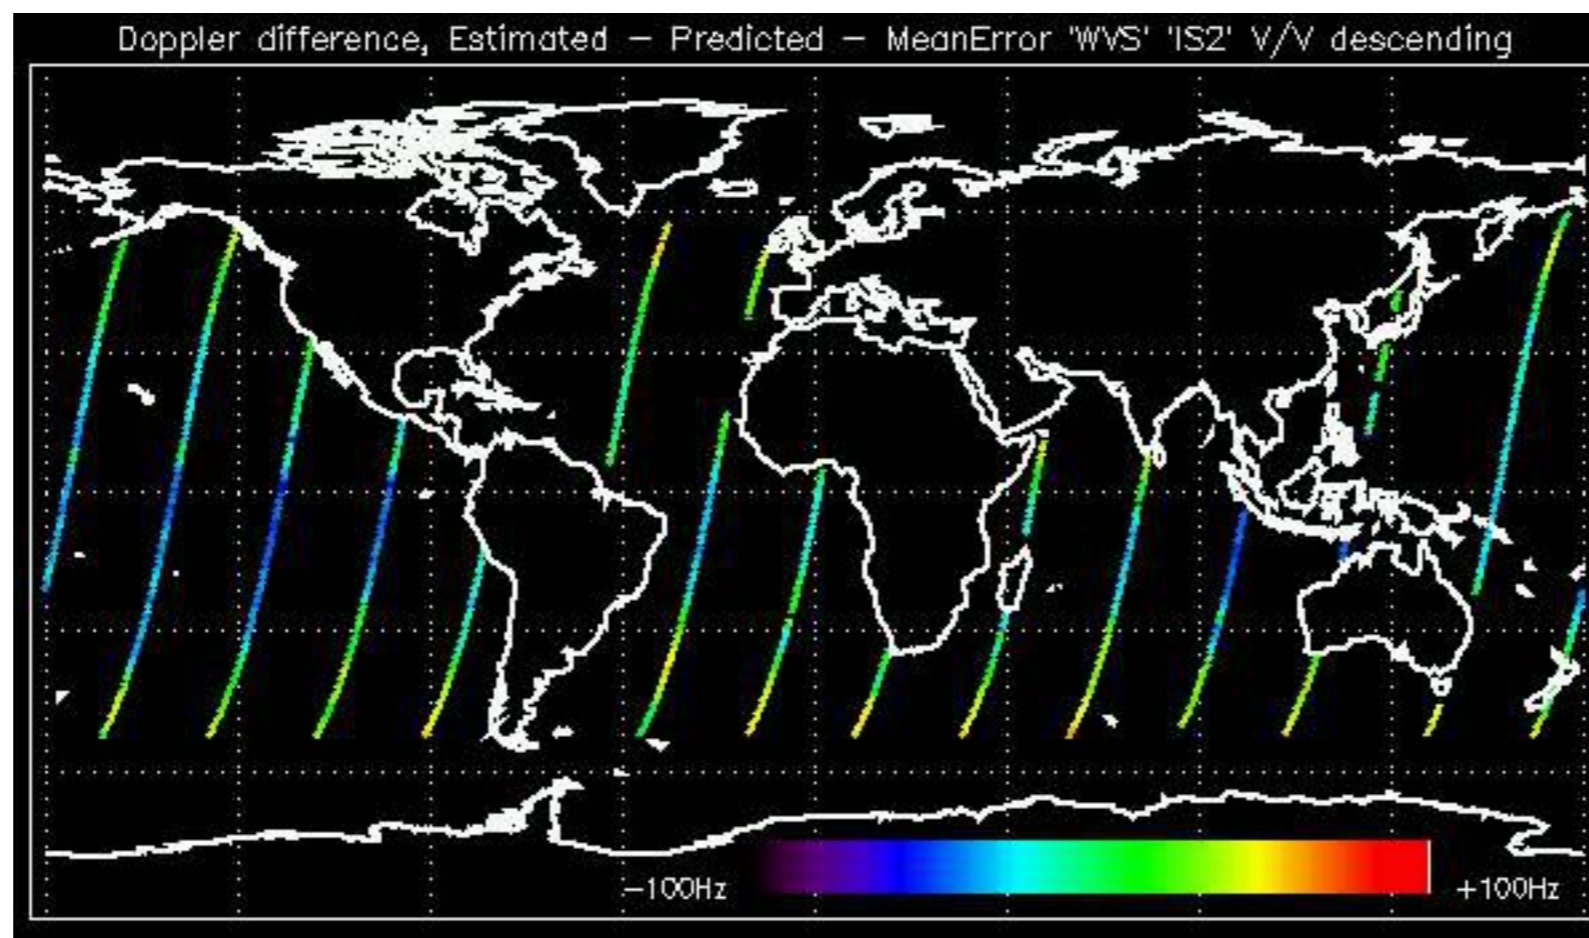 Doppler difference, Estimated - Predicted - MeanError 'WVS' 'IS2' V/V descending
-100Hz
+100Hz